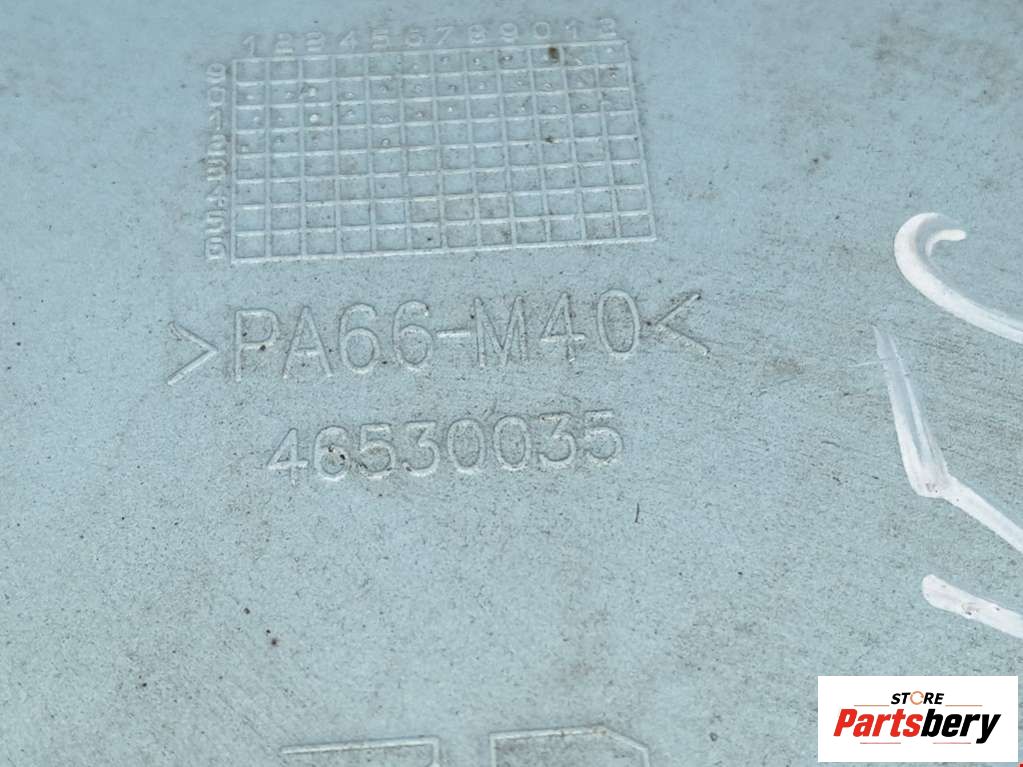 1 2 3 4 5 6 7 8 9 0 1 2
>PA66-M40<
46530035
STORE
Partsbery